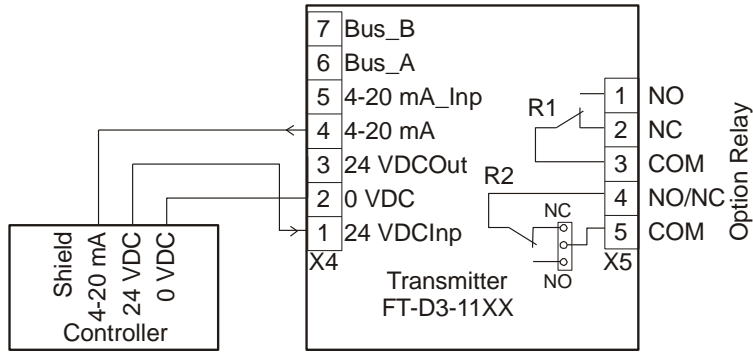 7 Bus_B
6 Bus_A
5 4-20 mA_Inp
4 4-20 mA
3 24 VDCOut
2 0 VDC
1 24 VDCInp
X4
R1
1 NO
2 NC
3 COM
4 NO/NC
5 COM
X5
Option Relay
R2
NC
NO
Transmitter
FT-D3-11XX
Shield
4-20 mA
24 VDC
0 VDC
Controller